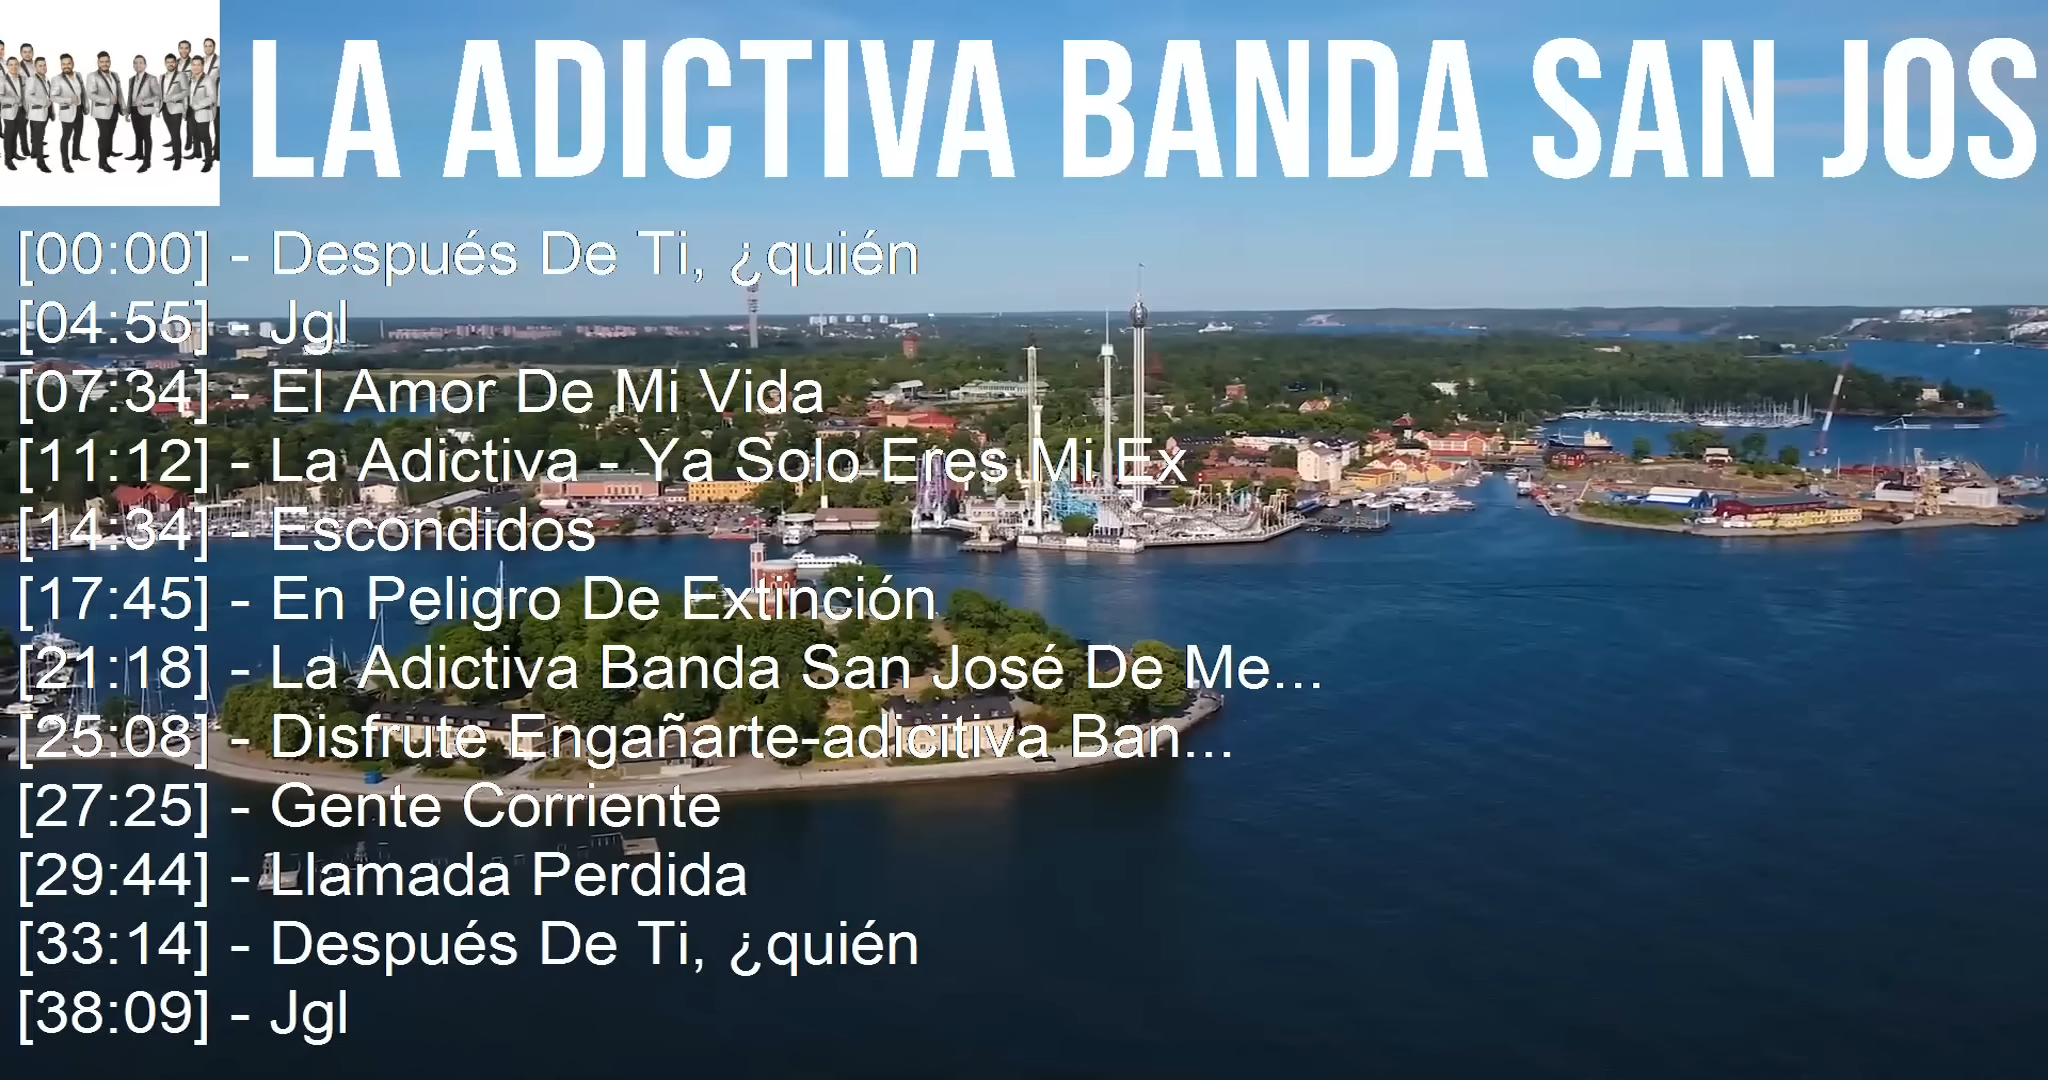 LA ADICTIVA BANDA SAN JOS
[00:00] - Después De Ti, ¿quién
[04:55] - Jgl
[07:34] - El Amor De Mi Vida
[11:12] - La Adictiva - Ya Solo Eres Mi Ex
[14:34] - Escondidos
[17:45] - En Peligro De Extinción
[21:18] - La Adictiva Banda San José De Me...
[25:08] - Disfrute Engañarte-adicitiva Ban...
[27:25] - Gente Corriente
[29:44] - Llamada Perdida
[33:14] - Después De Ti, ¿quién
[38:09] - Jgl